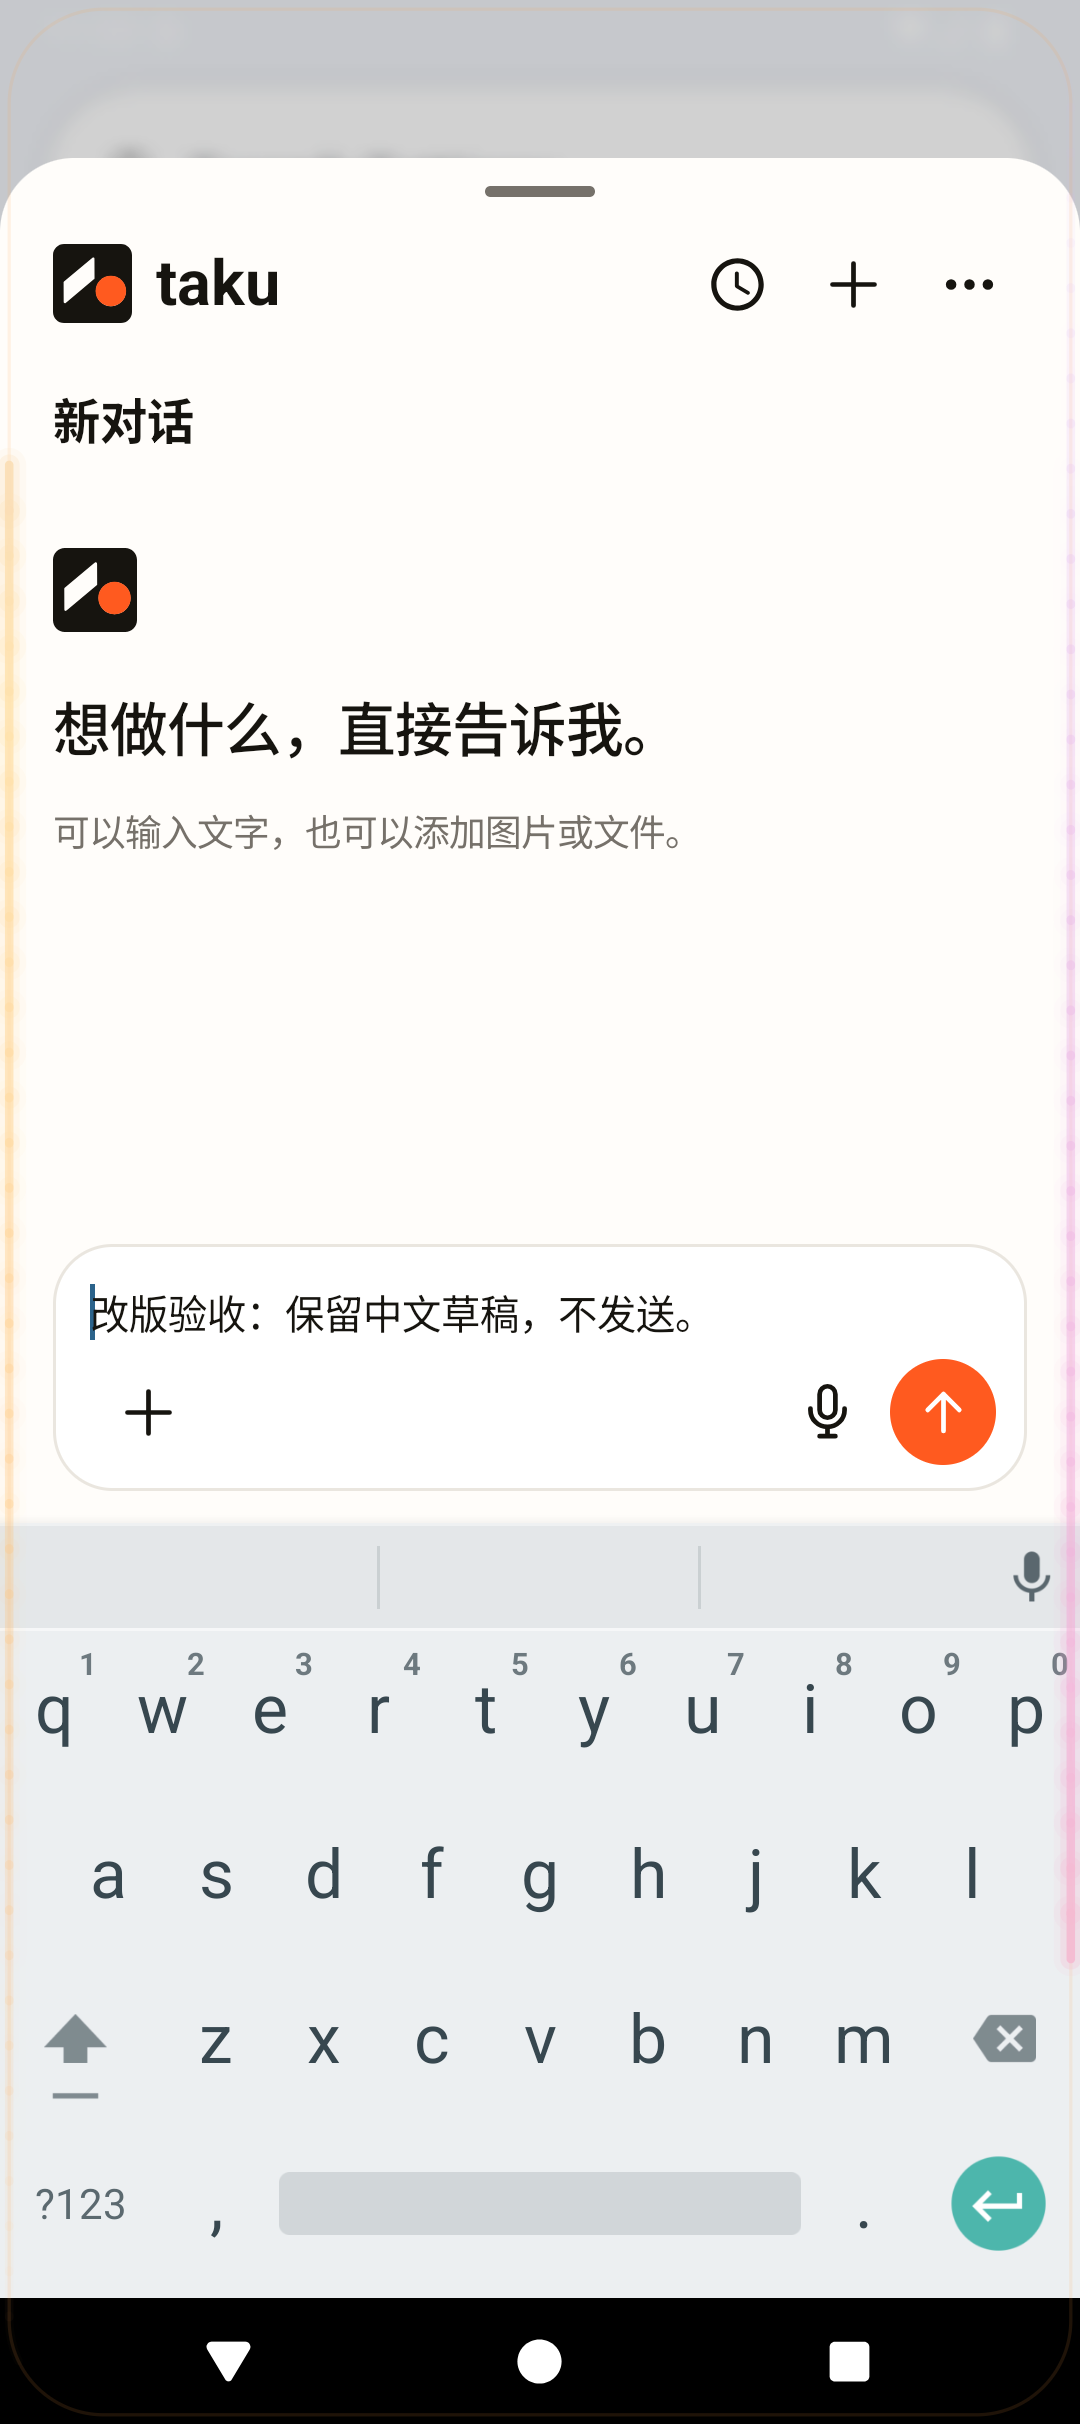 taku
新对话
想做什么，直接告诉我。
可以输入文字，也可以添加图片或文件。
改版验收：保留中文草稿，不发送。
1 2 3 4 5 6 7 8 9 0
q w e r t y u i o p
a s d f g h j k l
z x c v b n m
?123 , .